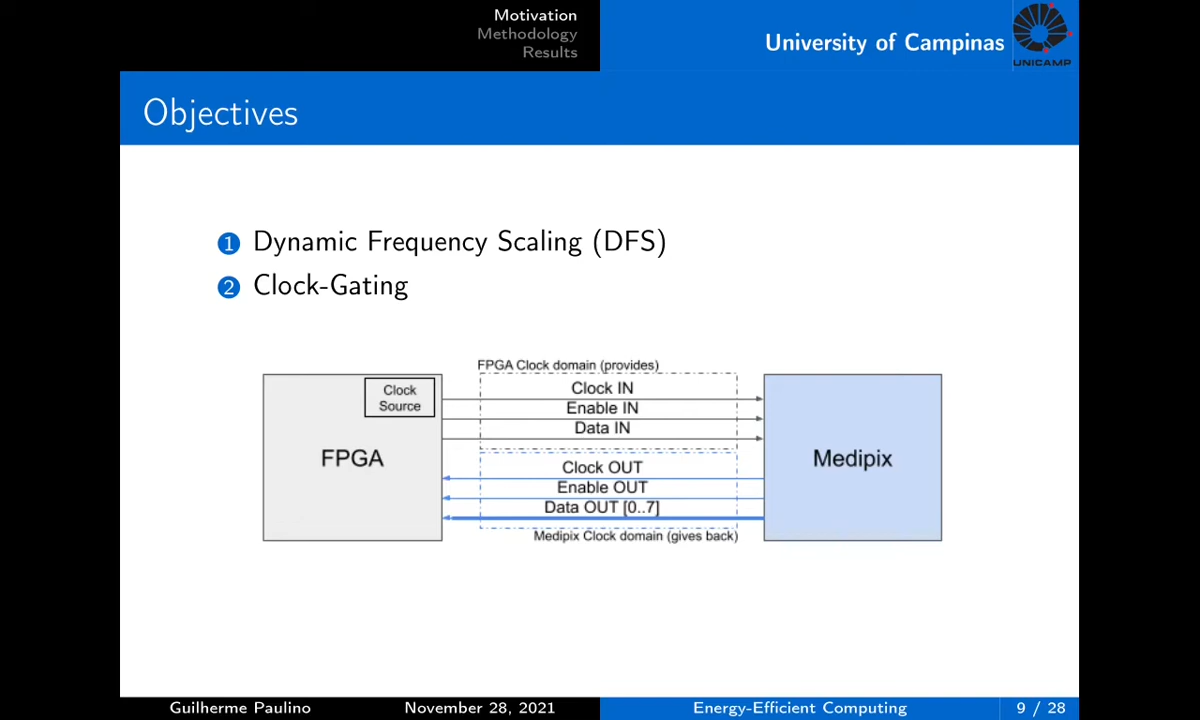 Motivation
Methodology
Results
University of Campinas
UNICAMP
Objectives
1 Dynamic Frequency Scaling (DFS)
2 Clock-Gating
FPGA Clock domain (provides)
Clock Source
FPGA
Clock IN
Enable IN
Data IN
Clock OUT
Enable OUT
Data OUT [0..7]
Medipix
Medipix Clock domain (gives back)
Guilherme Paulino November 28, 2021 Energy-Efficient Computing 9 / 28